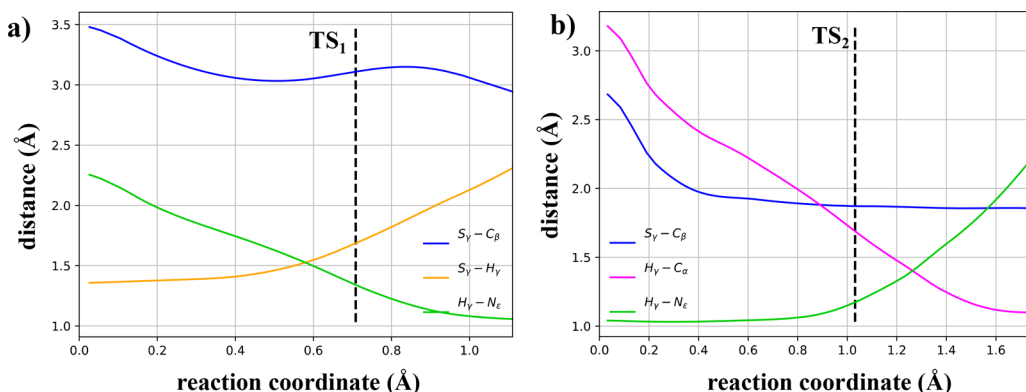 a)
TS₁
3.5
3.0
2.5
2.0
1.5
1.0
distance (Å)
Sγ − Cβ
Sγ − Hγ
Hγ − Nε
0.0 0.2 0.4 0.6 0.8 1.0
reaction coordinate (Å)
b)
TS₂
3.0
2.5
2.0
1.5
1.0
distance (Å)
Sγ − Cβ
Hγ − Cα
Hγ − Nε
0.0 0.2 0.4 0.6 0.8 1.0 1.2 1.4 1.6
reaction coordinate (Å)